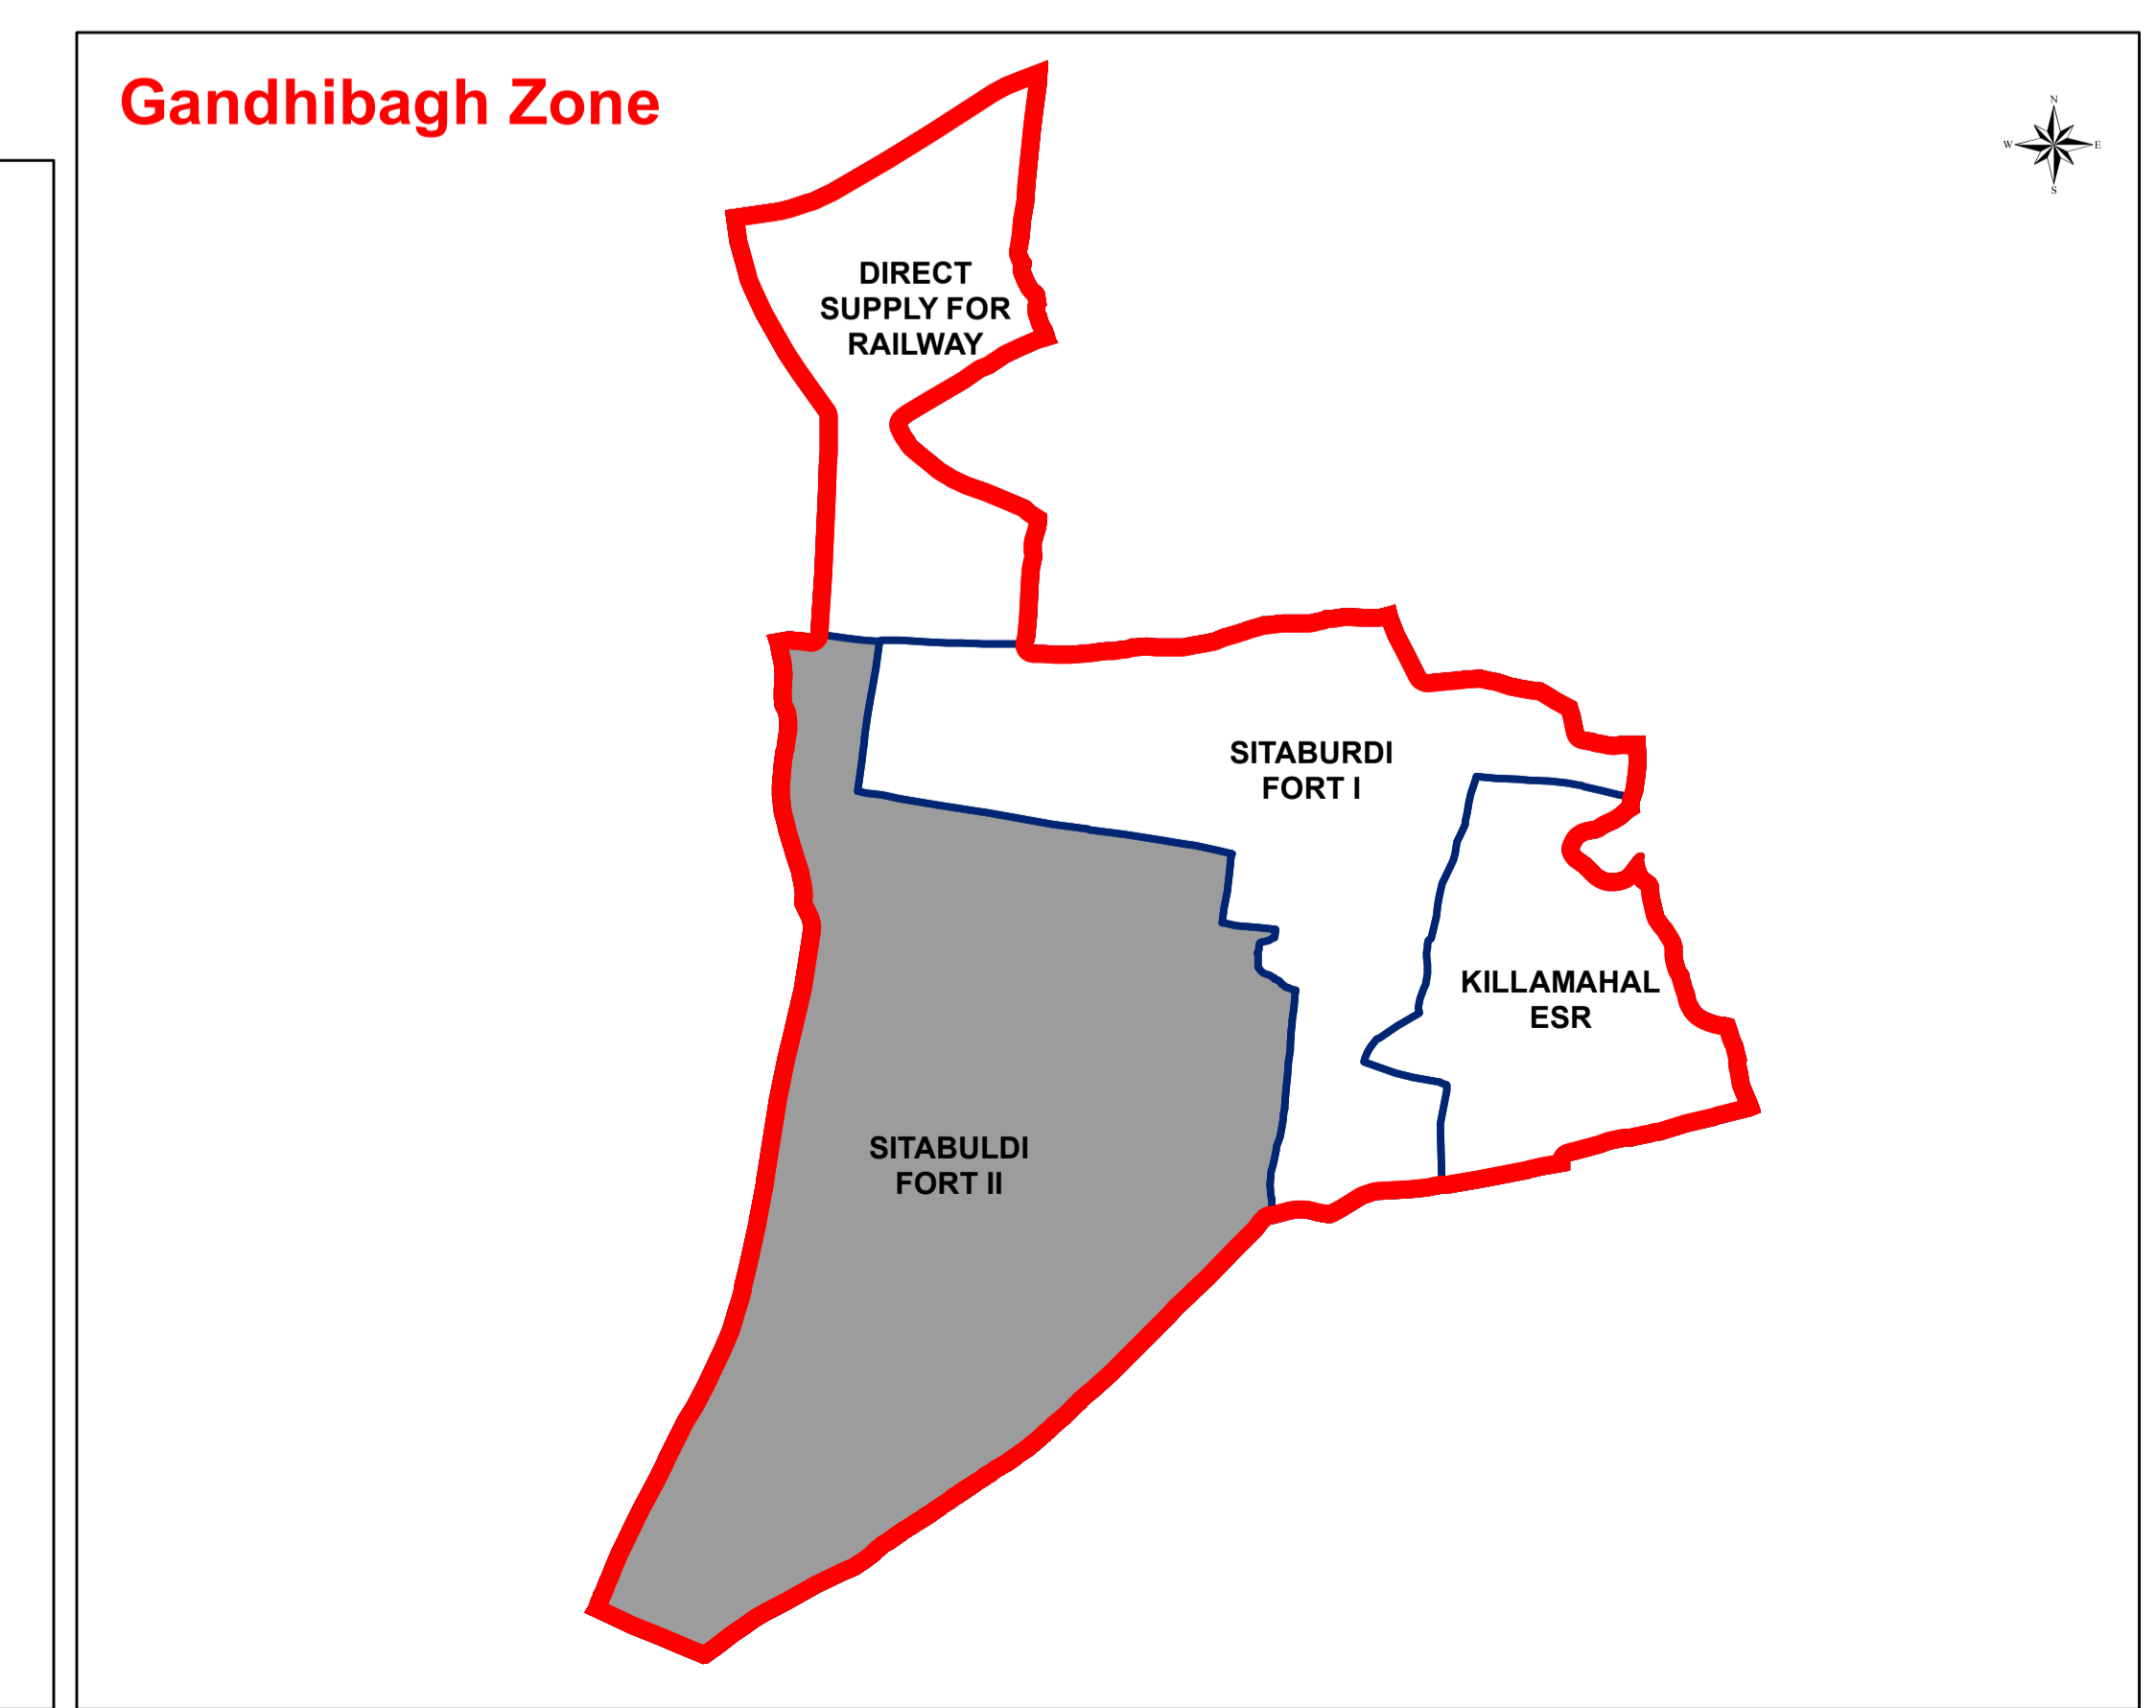 Gandhibagh Zone
N
W
E
S
DIRECT
SUPPLY FOR
RAILWAY
SITABURDI
FORT I
KILLAMAHAL
ESR
SITABULDI
FORT II